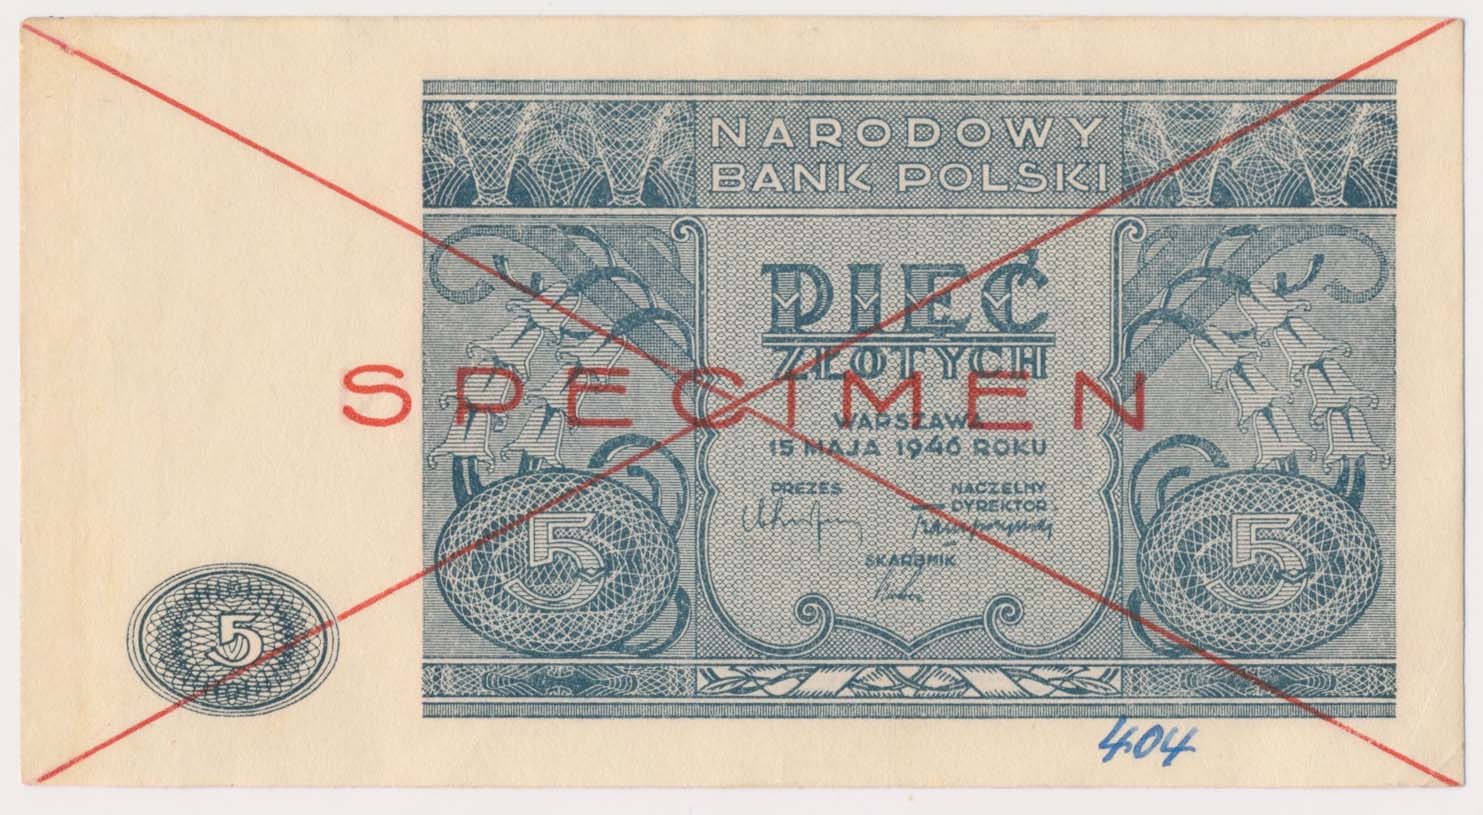 NARODOWY
BANK POLSKI
PIĘĆ
ZŁOTYCH
SPECIMEN
WARSZAWA
15 MAJA 1946 ROKU
PREZES
NACZELNY
DYREKTOR
SKARBNIK
5
5
5
404